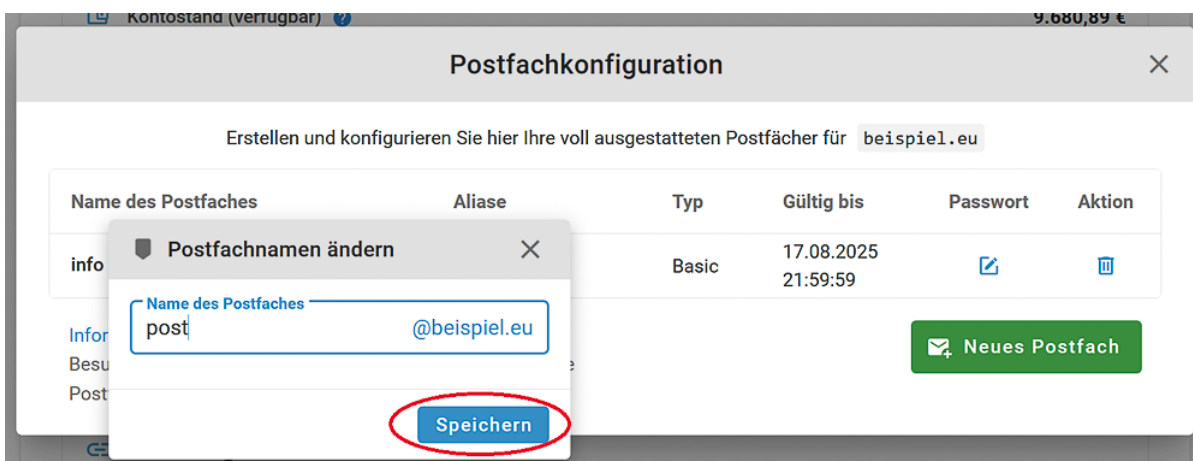 Kontostand (verfügbar) 9.680,89 €
Postfachkonfiguration
Erstellen und konfigurieren Sie hier Ihre voll ausgestatteten Postfächer für beispiel.eu
Name des Postfaches Aliase Typ Gültig bis Passwort Aktion
info Basic 17.08.2025
21:59:59
Postfachnamen ändern
Name des Postfaches
post @beispiel.eu
Speichern
Neues Postfach